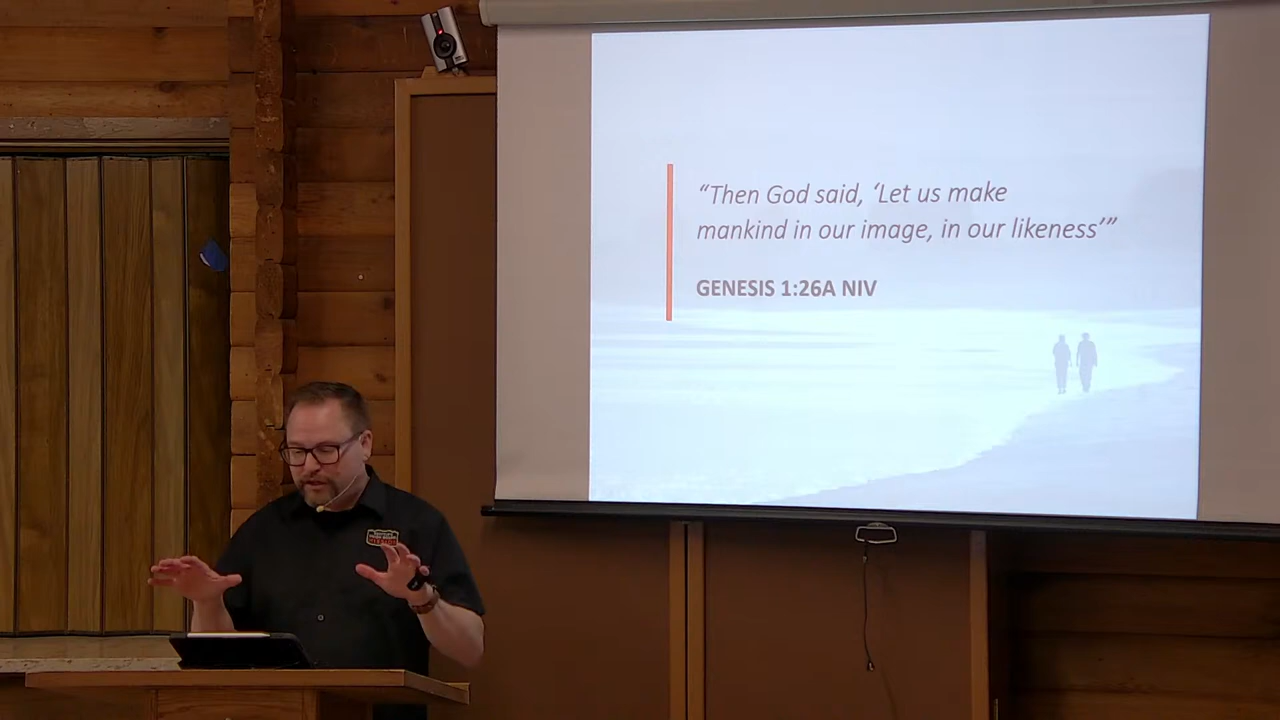 “Then God said, ‘Let us make
mankind in our image, in our likeness’”
GENESIS 1:26A NIV